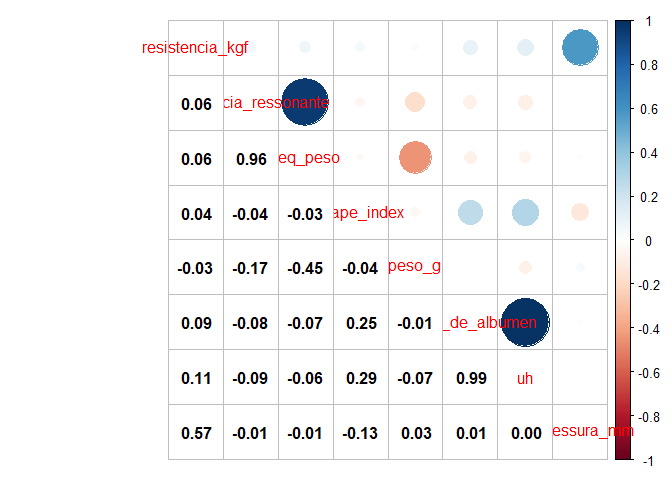 resistencia_kgf 1
0.8
0.06 cia_ressonante
0.6
0.06 0.96 eq_peso
0.4
0.2
0.04 -0.04 -0.03 ape_index
0
-0.03 -0.17 -0.45 -0.04 peso_g
-0.2
0.09 -0.08 -0.07 0.25 -0.01 _de_albumen
-0.4
0.11 -0.09 -0.06 0.29 -0.07 0.99 uh
-0.6
-0.8
0.57 -0.01 -0.01 -0.13 0.03 0.01 0.00 essura_mm
-1